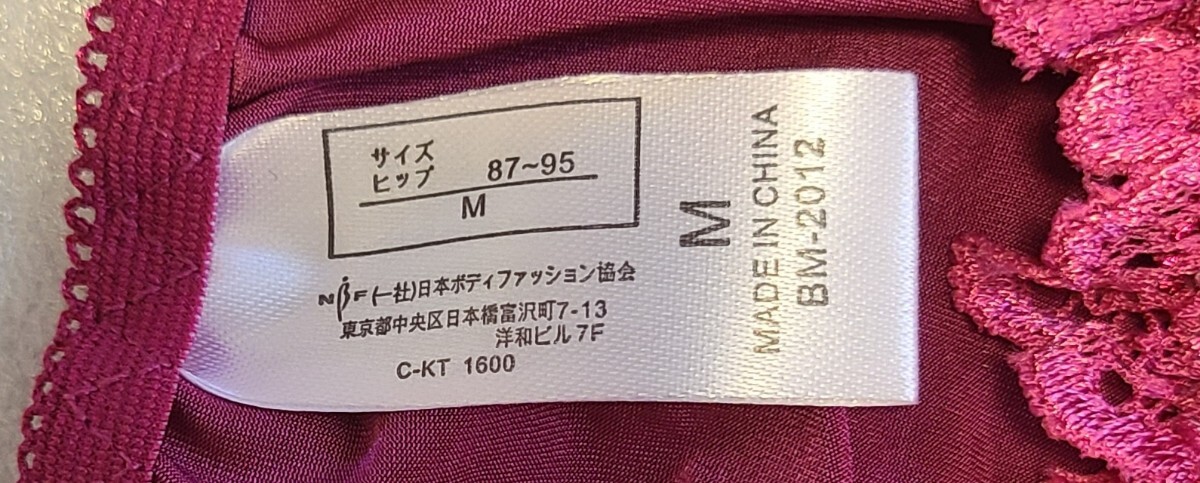 サイズ
ヒップ 87~95
M
NβF (一社)日本ボディファッション協会
東京都中央区日本橋富沢町7-13
洋和ビル7F
C-KT 1600
M
MADE IN CHINA
BM-2012